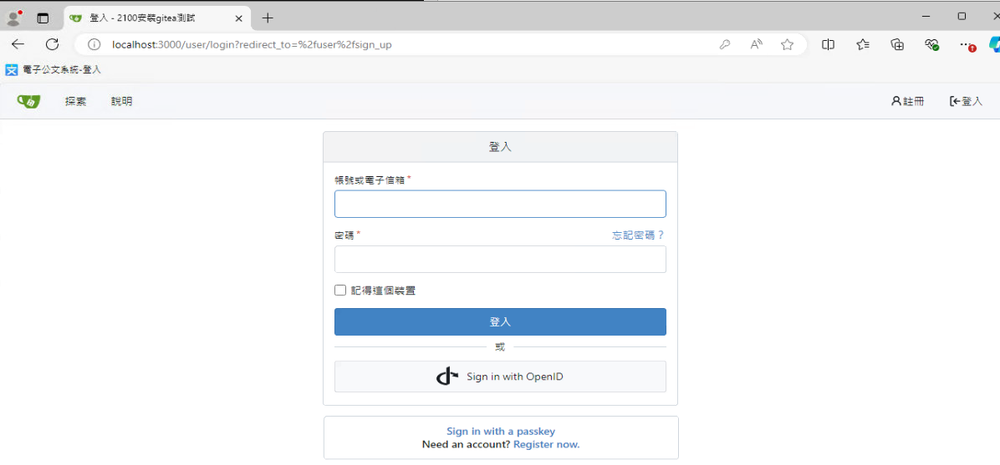 登入 - 2100安裝gitea測試
localhost:3000/user/login?redirect_to=%2fuser%2fsign_up
電子公文系統-登入
探索 說明 註冊 登入
登入
帳號或電子信箱 *
密碼 * 忘記密碼？
記得這個裝置
登入
或
Sign in with OpenID
Sign in with a passkey
Need an account? Register now.